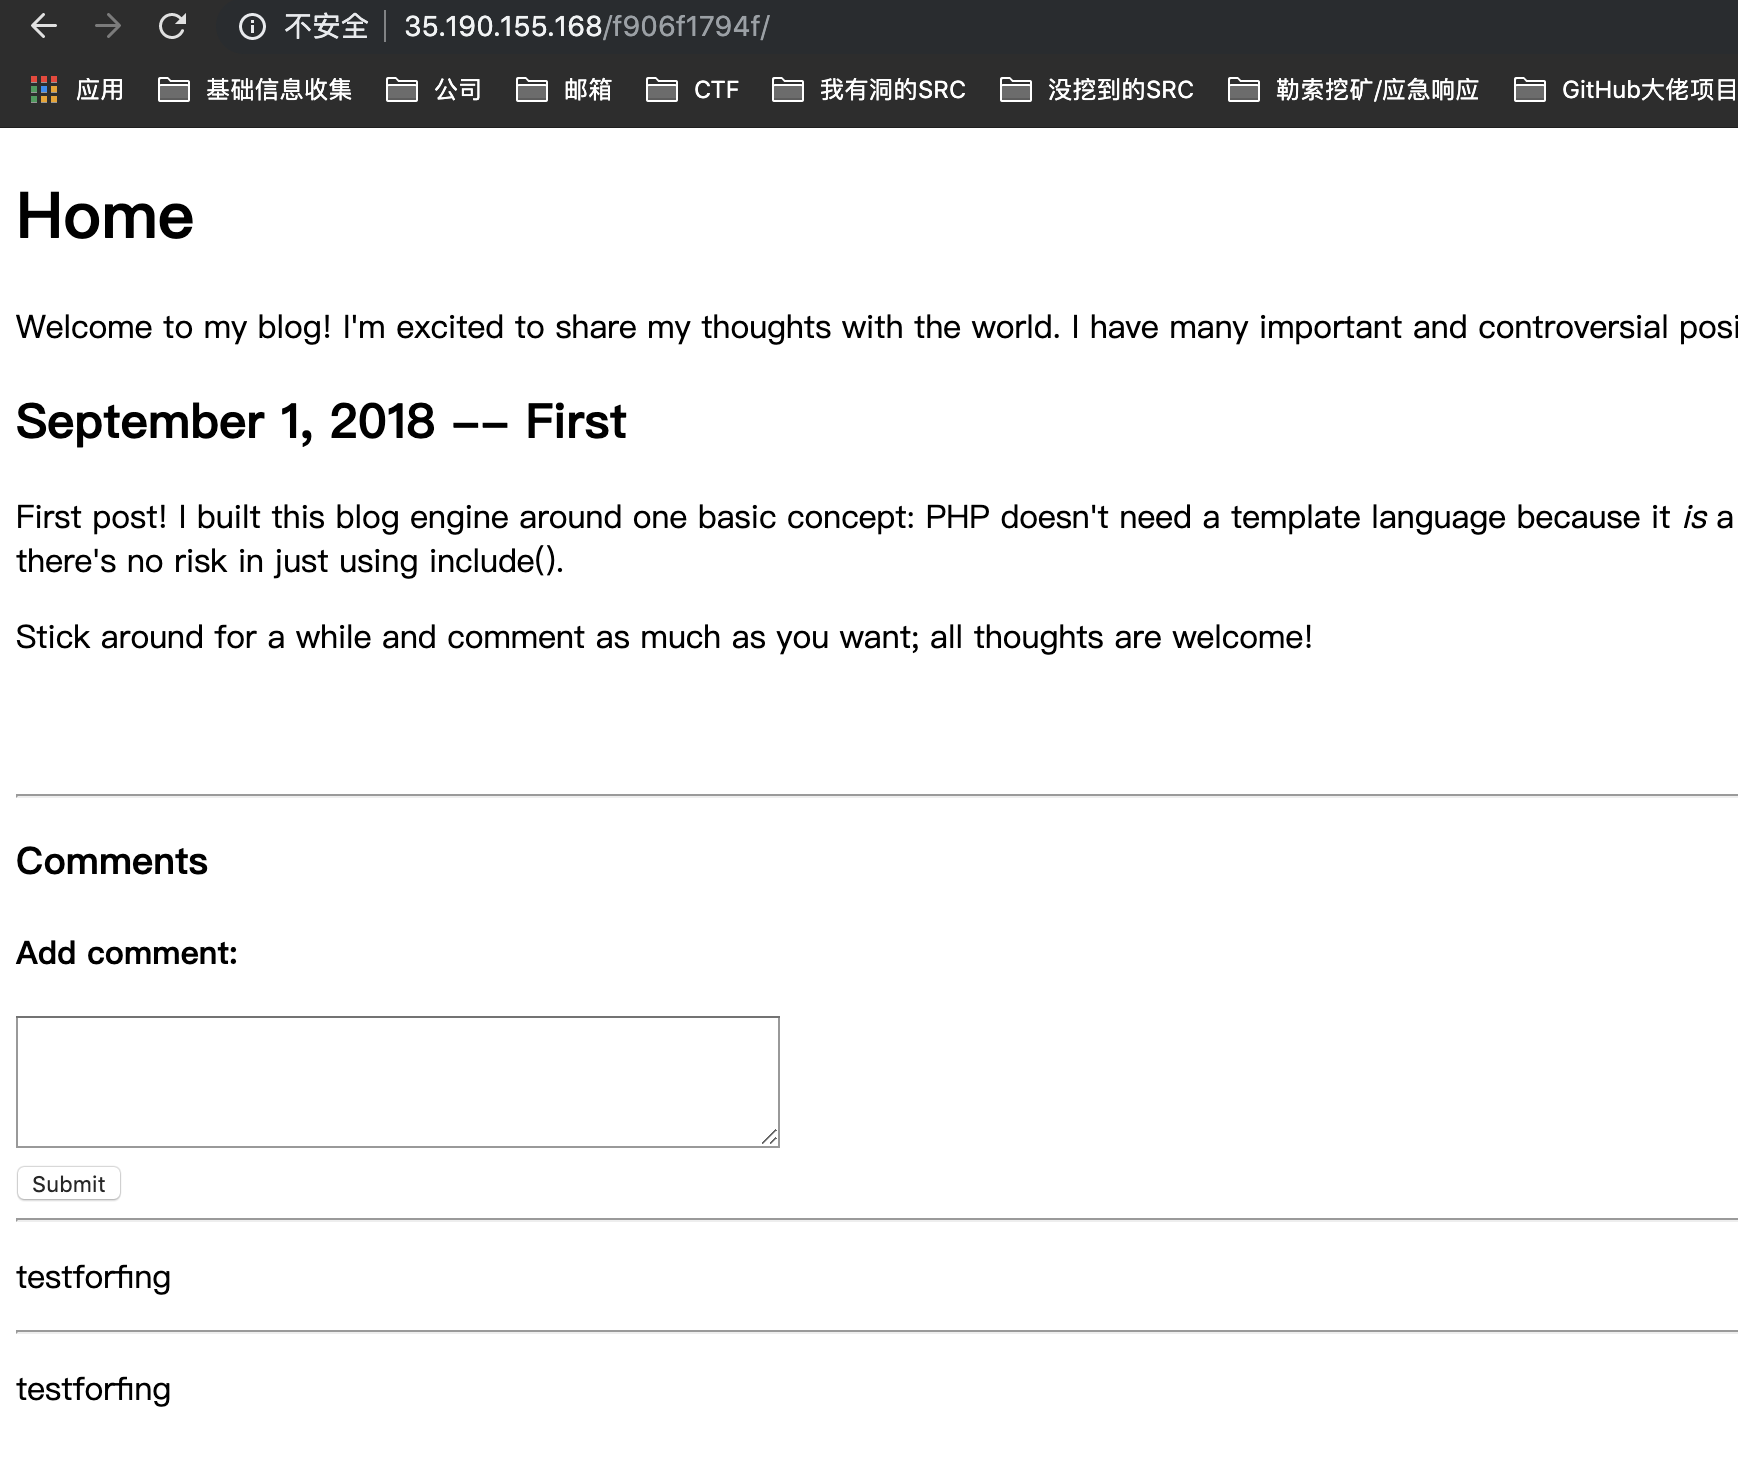 不安全 35.190.155.168/f906f1794f/
应用 基础信息收集 公司 邮箱 CTF 我有洞的SRC 没挖到的SRC 勒索挖矿/应急响应 GitHub大佬项目
Home
Welcome to my blog! I'm excited to share my thoughts with the world. I have many important and controversial posi
September 1, 2018 -- First
First post! I built this blog engine around one basic concept: PHP doesn't need a template language because it is a
there's no risk in just using include().
Stick around for a while and comment as much as you want; all thoughts are welcome!
Comments
Add comment:
Submit
testforfing
testforfing